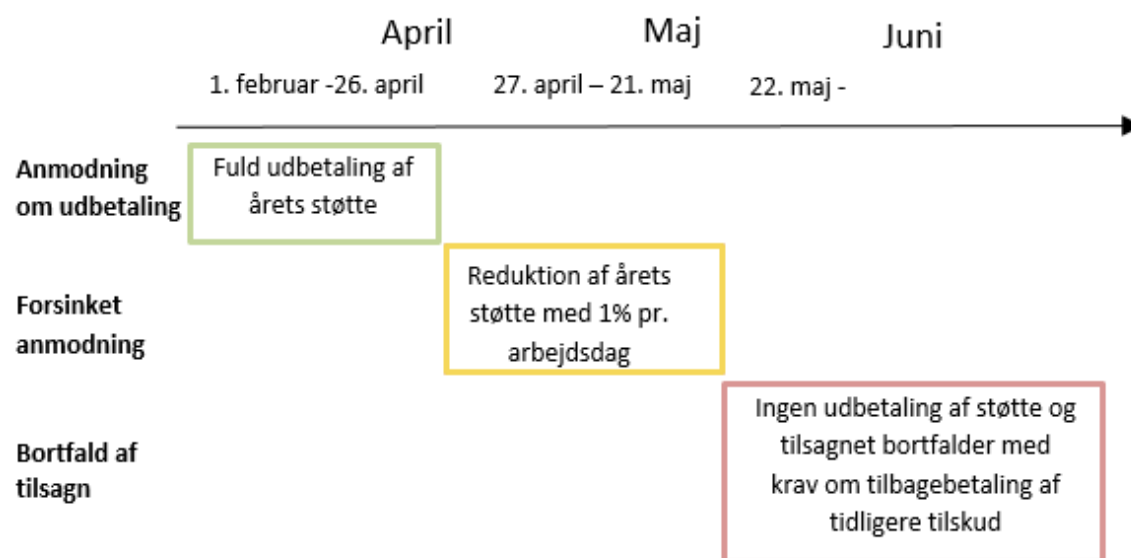 April
Maj
Juni
1. februar -26. april
27. april – 21. maj
22. maj -
Anmodning
om udbetaling
Fuld udbetaling af
årets støtte
Forsinket
anmodning
Reduktion af årets
støtte med 1% pr.
arbejdsdag
Bortfald af
tilsagn
Ingen udbetaling af støtte og
tilsagnet bortfalder med
krav om tilbagebetaling af
tidligere tilskud